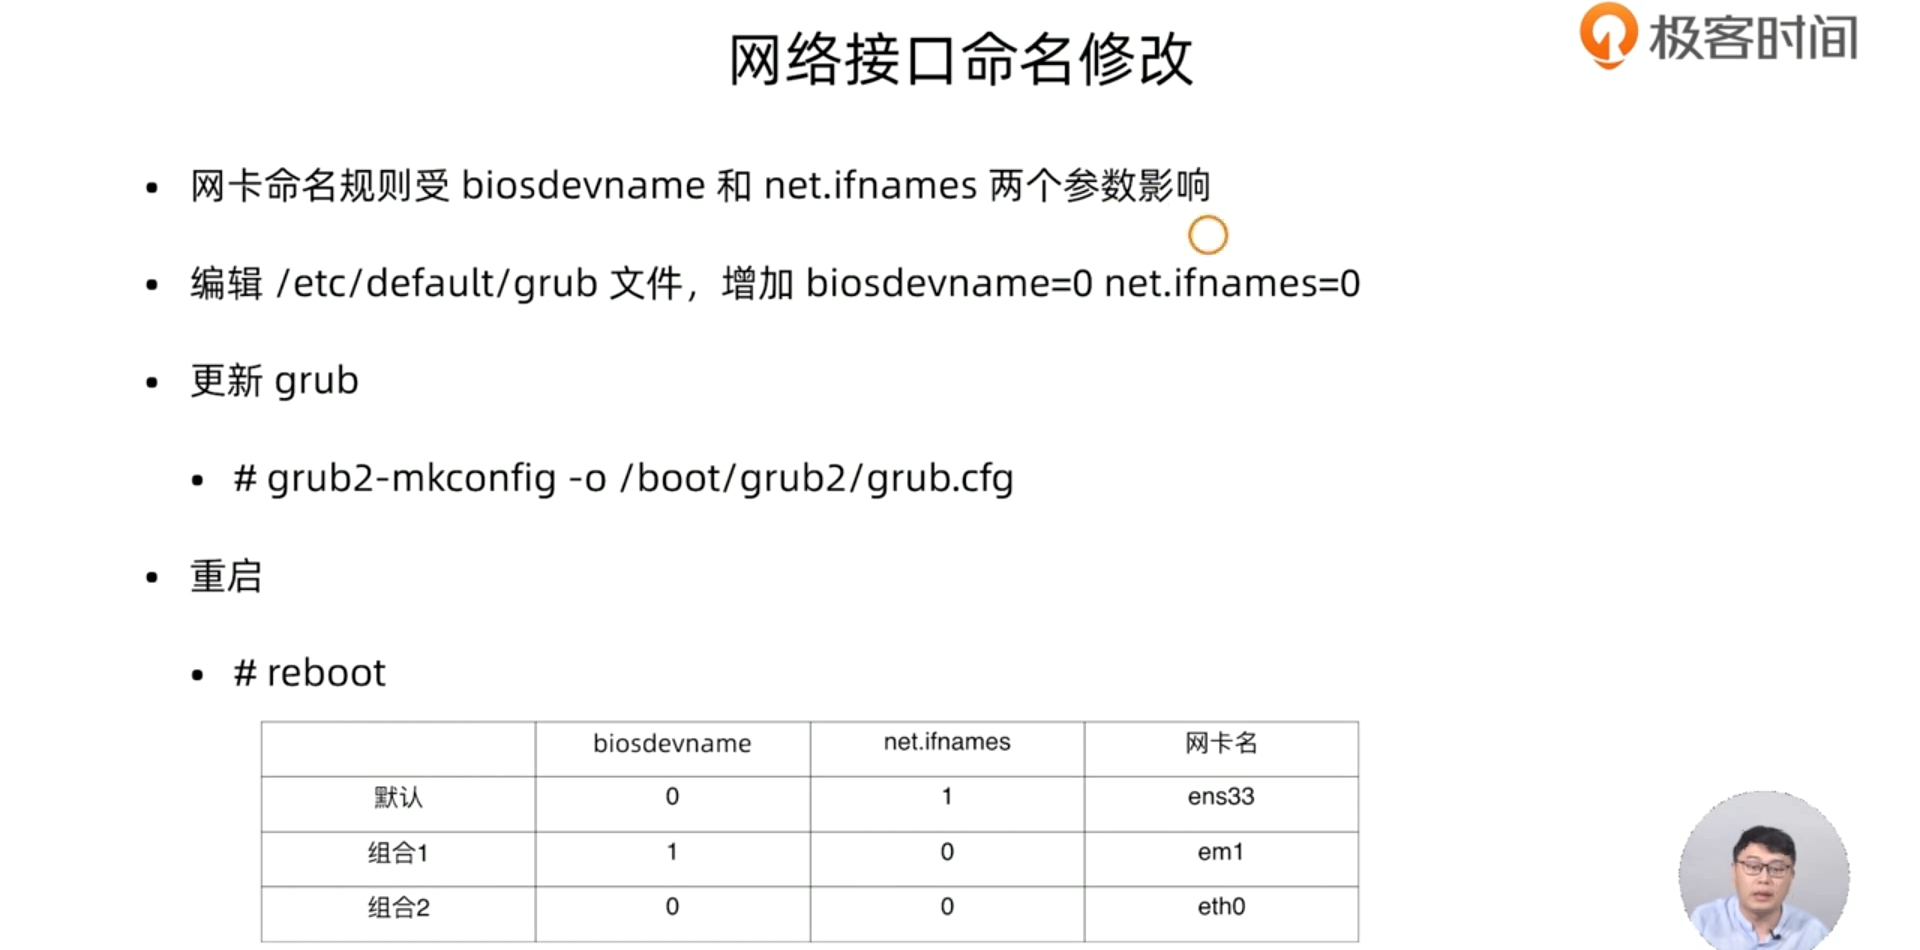 极客时间
网络接口命名修改
• 网卡命名规则受 biosdevname 和 net.ifnames 两个参数影响
• 编辑 /etc/default/grub 文件，增加 biosdevname=0 net.ifnames=0
• 更新 grub
• # grub2-mkconfig -o /boot/grub2/grub.cfg
• 重启
• # reboot
biosdevname net.ifnames 网卡名
默认 0 1 ens33
组合1 1 0 em1
组合2 0 0 eth0